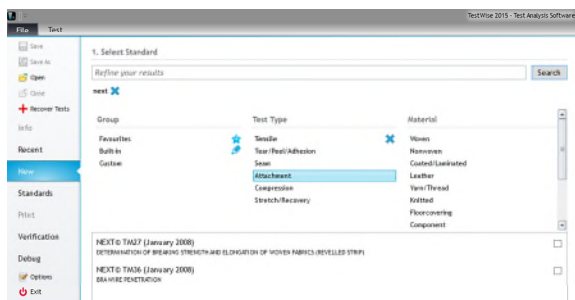 TestWise 2015 - Test Analysis Software
File Test
Save
Save As
Open
Close
Recover Tests
Info
Recent
New
Standards
Print
Verification
Debug
Options
Exit
1. Select Standard
Refine your results
Search
next
Group
Favourites
Built-in
Custom
Test Type
Tensile
Tear/Peel/Adhesion
Seam
Attachment
Compression
Stretch/Recovery
Material
Woven
Nonwoven
Coated/Laminated
Leather
Yarn/Thread
Knitted
Floorcovering
Component
NEXT® TM27 (January 2008)
DETERMINATION OF BREAKING STRENGTH AND ELONGATION OF WOVEN FABRICS (REVELLED STRIP)
NEXT® TM36 (January 2008)
BRA WIRE PENETRATION